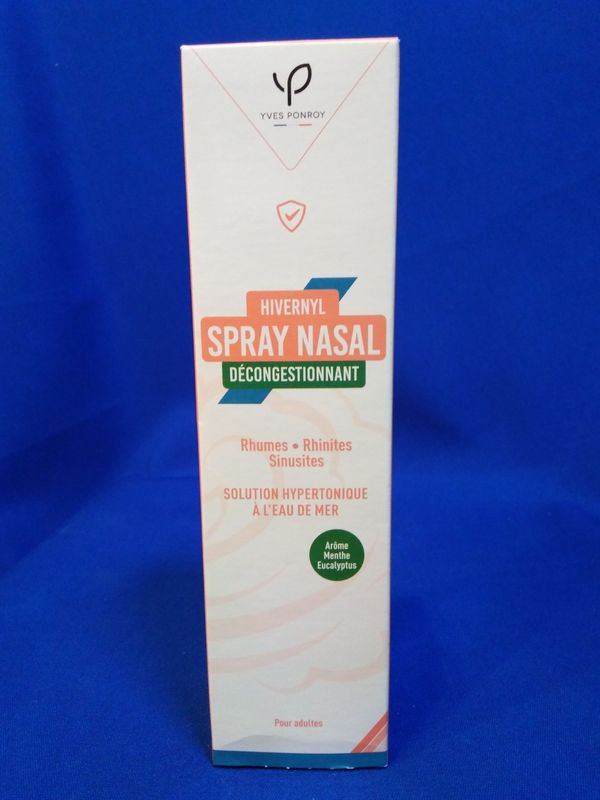 YVES PONROY
HIVERNYL
SPRAY NASAL
DÉCONGESTIONNANT
Rhumes • Rhinites
Sinusites
SOLUTION HYPERTONIQUE
À L'EAU DE MER
Arôme
Menthe
Eucalyptus
Pour adultes